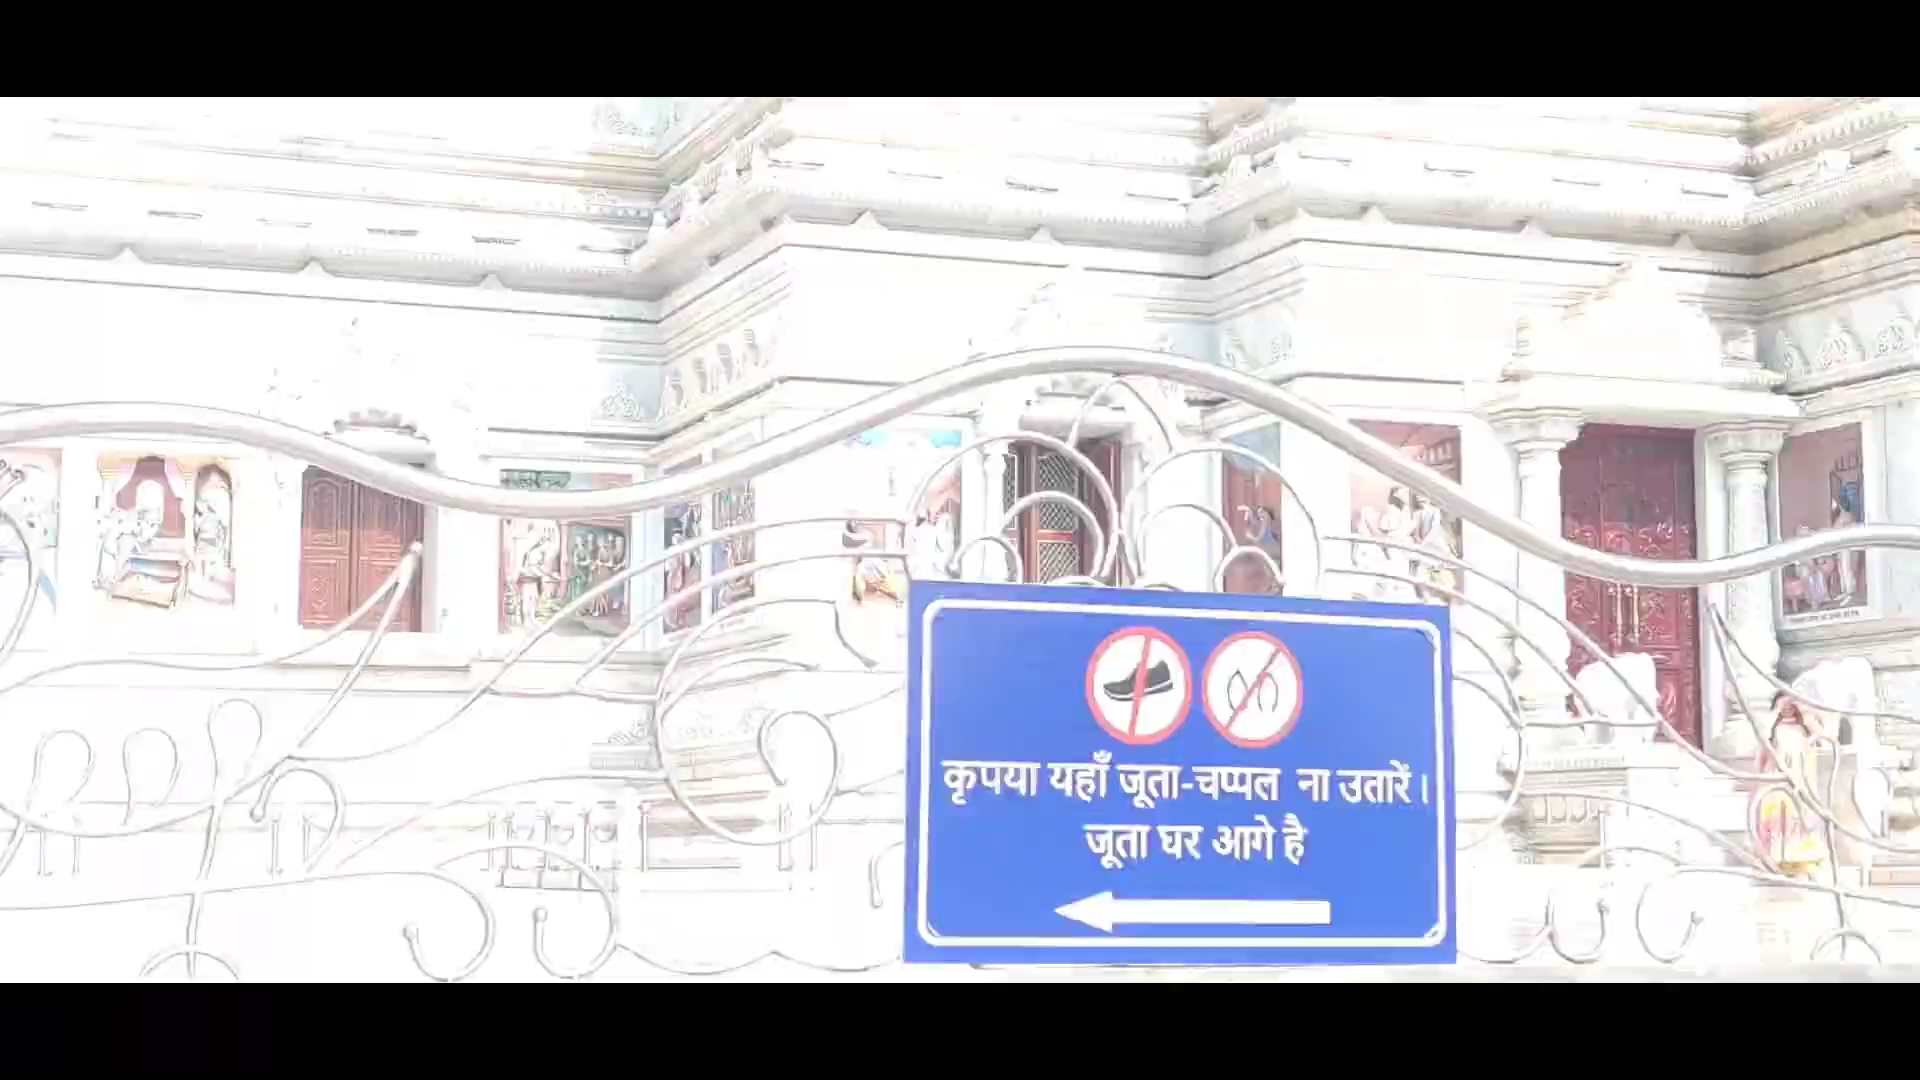 कृपया यहाँ जूता-चप्पल ना उतारें।
जूता घर आगे है